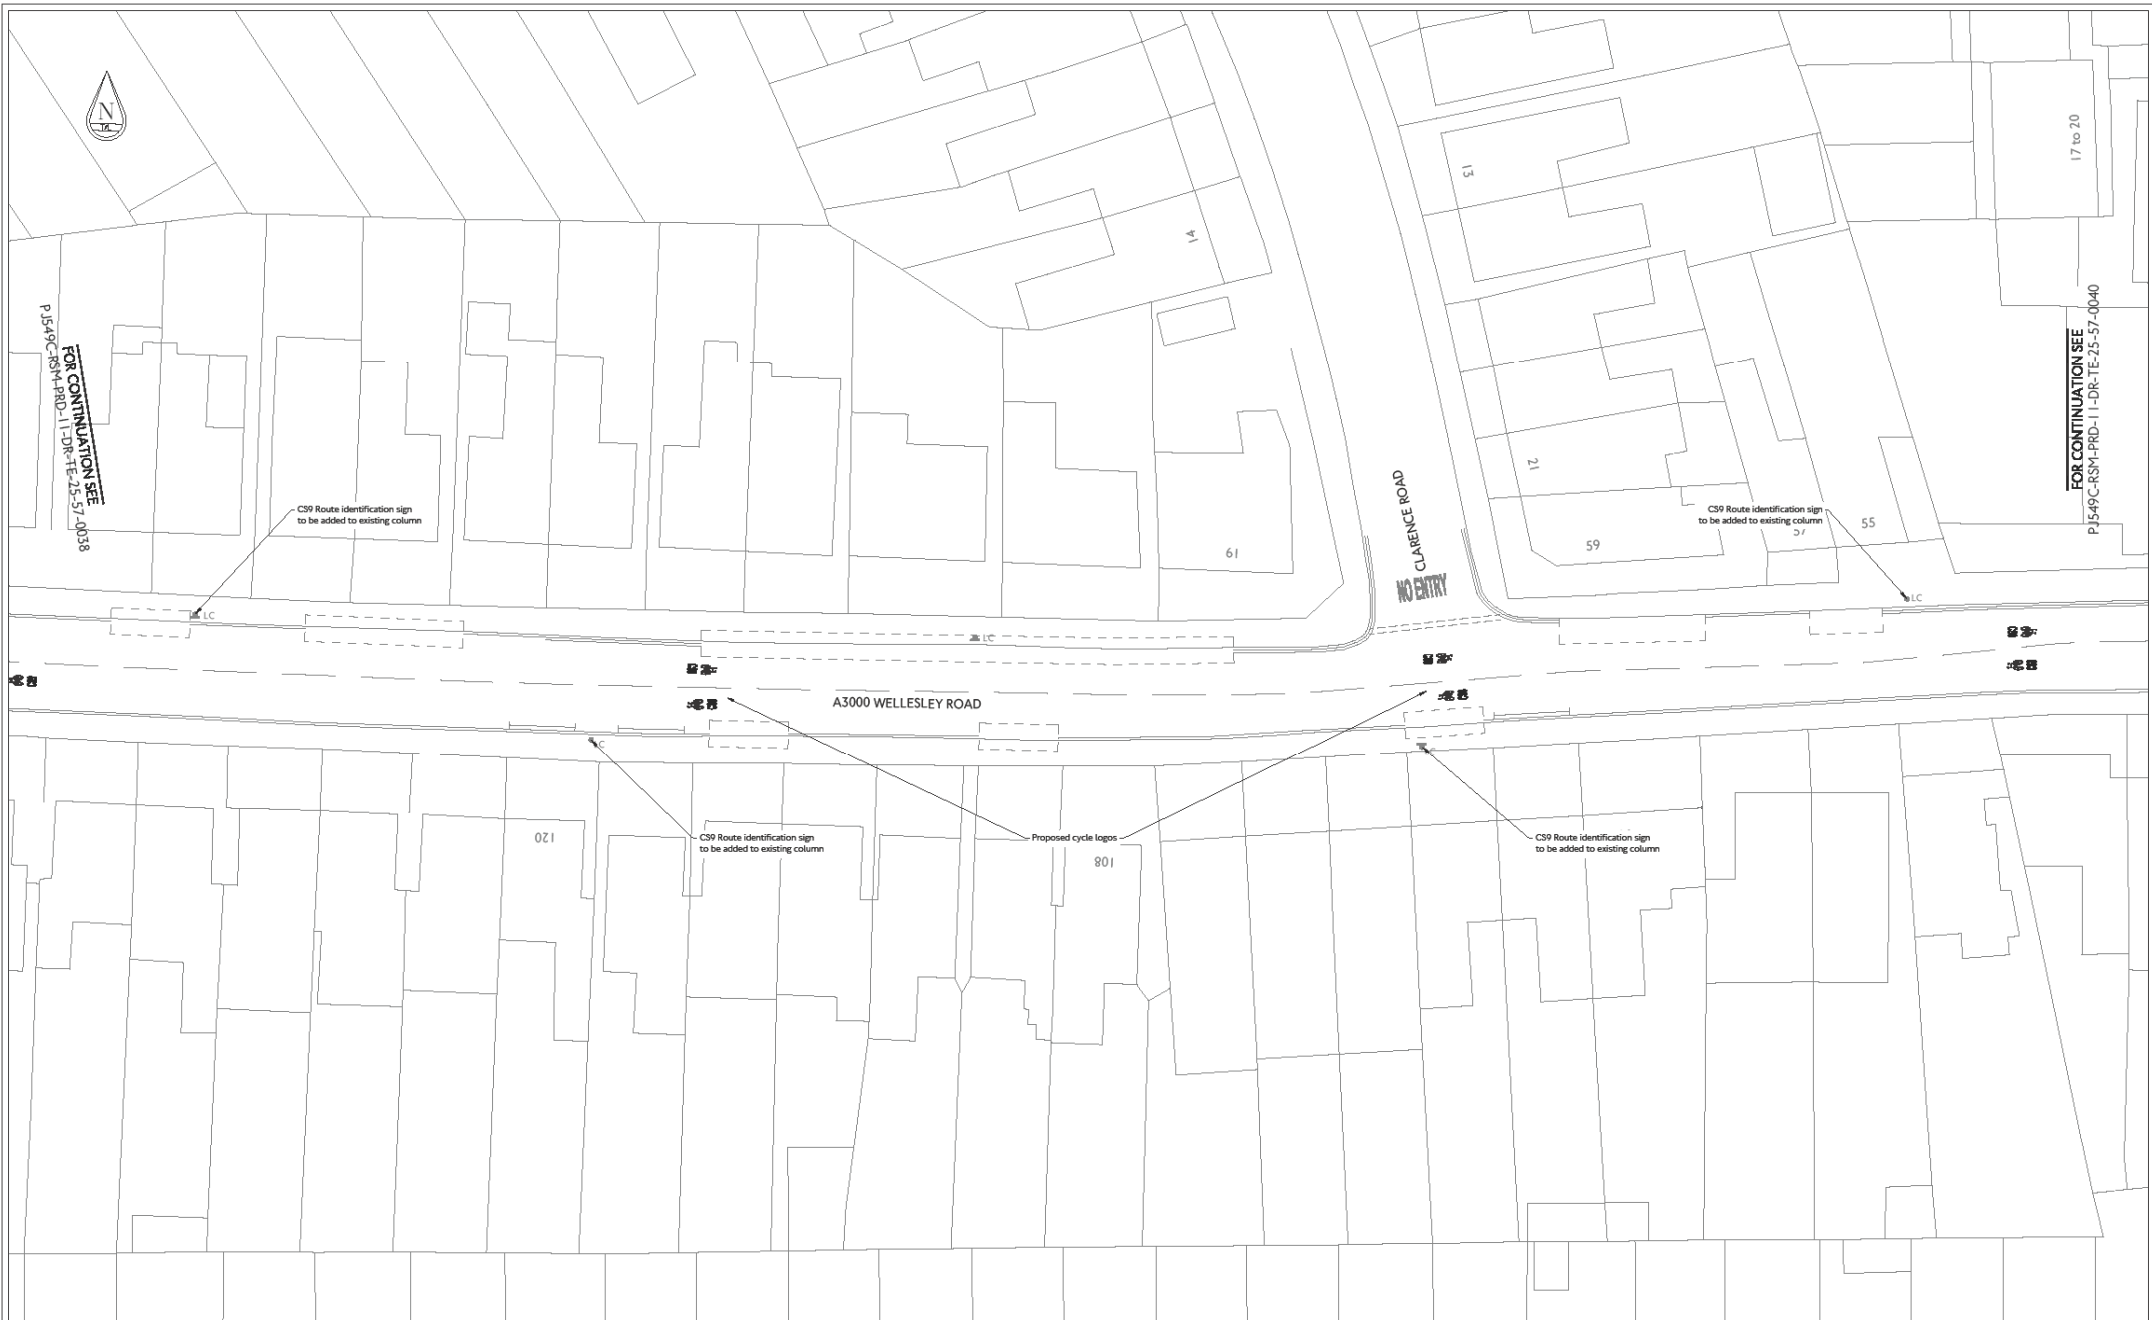 N
17 to 20
13
14
PJ549C-RSM-PRD-11-DR-TE-25-57-0038
FOR CONTINUATION SEE
FOR CONTINUATION SEE
PJ549C-RSM-PRD-11-DR-TE-25-57-0040
21
CS9 Route identification sign
to be added to existing column
CLARENCE ROAD
CS9 Route identification sign
to be added to existing column
55
57
59
61
NO ENTRY
LC
LC
LC
A3000 WELLESLEY ROAD
CS9 Route identification sign
to be added to existing column
Proposed cycle logos
CS9 Route identification sign
to be added to existing column
120
108